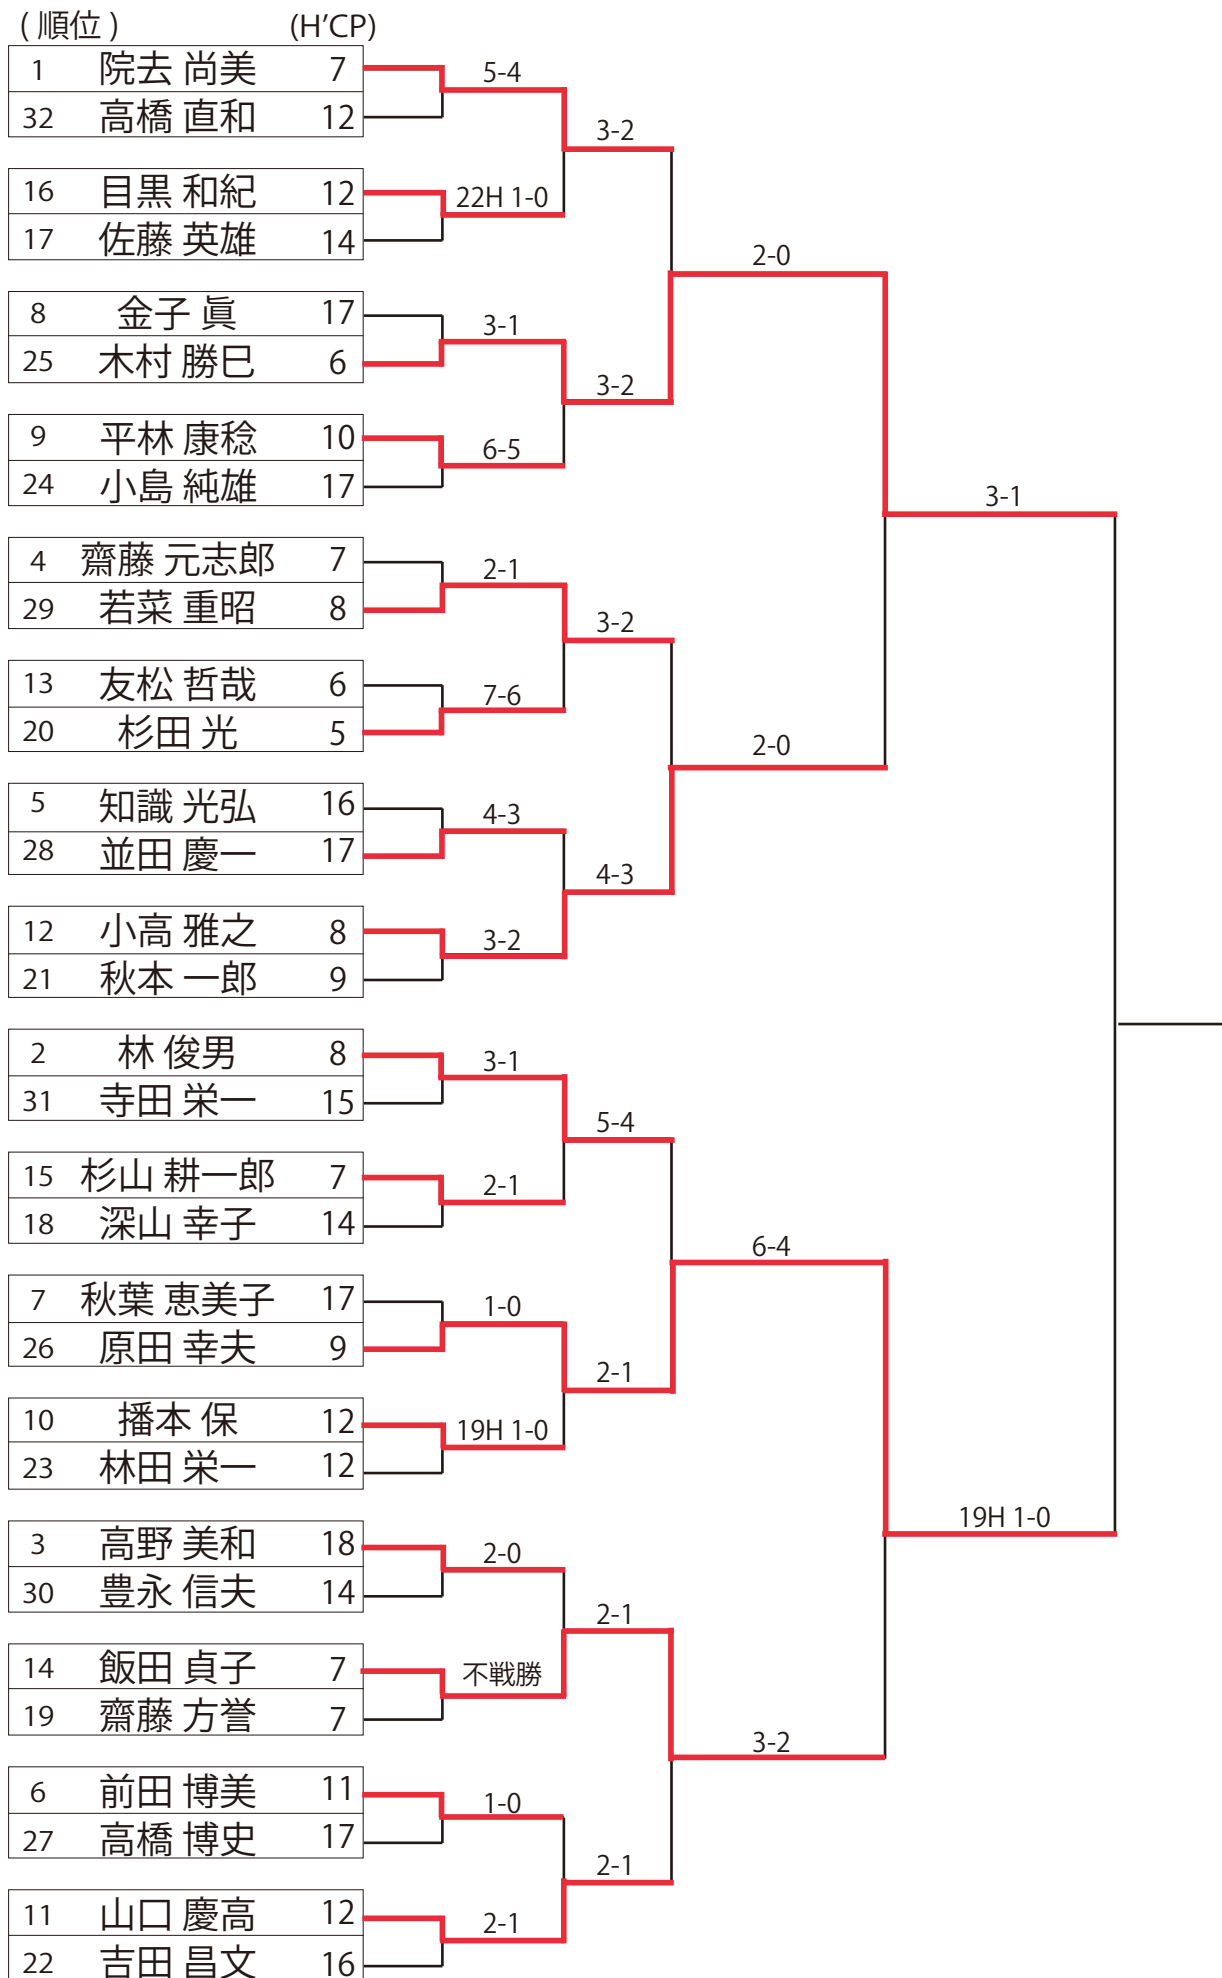 (順位) (H'CP)
1 院去 尚美 7
5-4
32 高橋 直和 12
3-2
16 目黒 和紀 12
22H 1-0
17 佐藤 英雄 14
2-0
8 金子 眞 17
3-1
25 木村 勝巳 6
3-2
9 平林 康稔 10
6-5
24 小島 純雄 17
3-1
4 齋藤 元志郎 7
2-1
29 若菜 重昭 8
3-2
13 友松 哲哉 6
7-6
20 杉田 光 5
2-0
5 知識 光弘 16
4-3
28 並田 慶一 17
4-3
12 小高 雅之 8
3-2
21 秋本 一郎 9
2 林 俊男 8
3-1
31 寺田 栄一 15
5-4
15 杉山 耕一郎 7
2-1
18 深山 幸子 14
6-4
7 秋葉 恵美子 17
1-0
26 原田 幸夫 9
2-1
10 播本 保 12
19H 1-0
23 林田 栄一 12
19H 1-0
3 高野 美和 18
2-0
30 豊永 信夫 14
2-1
14 飯田 貞子 7
不戦勝
19 齋藤 方誉 7
3-2
6 前田 博美 11
1-0
27 高橋 博史 17
2-1
11 山口 慶高 12
2-1
22 吉田 昌文 16